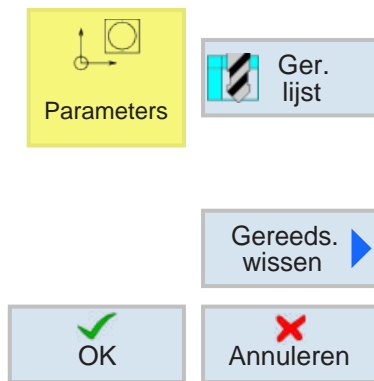 Parameters
Ger.
lijst
Gereeds.
wissen
OK
Annuleren